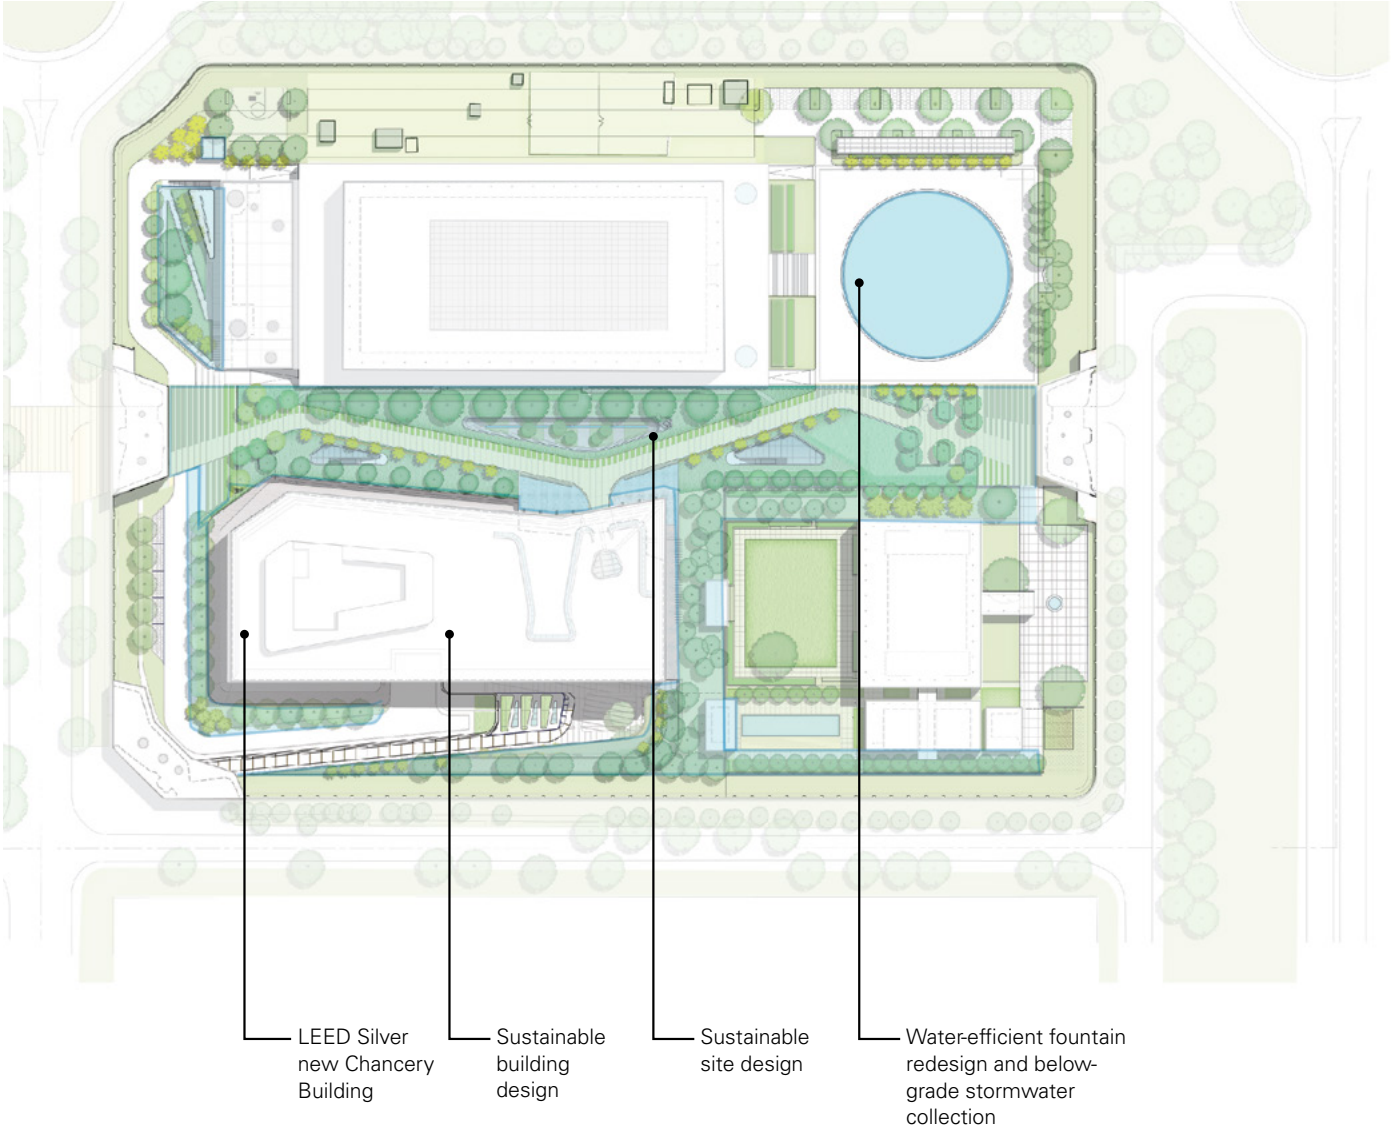 LEED Silver
new Chancery
Building
Sustainable
building
design
Sustainable
site design
Water-efficient fountain
redesign and below-
grade stormwater
collection